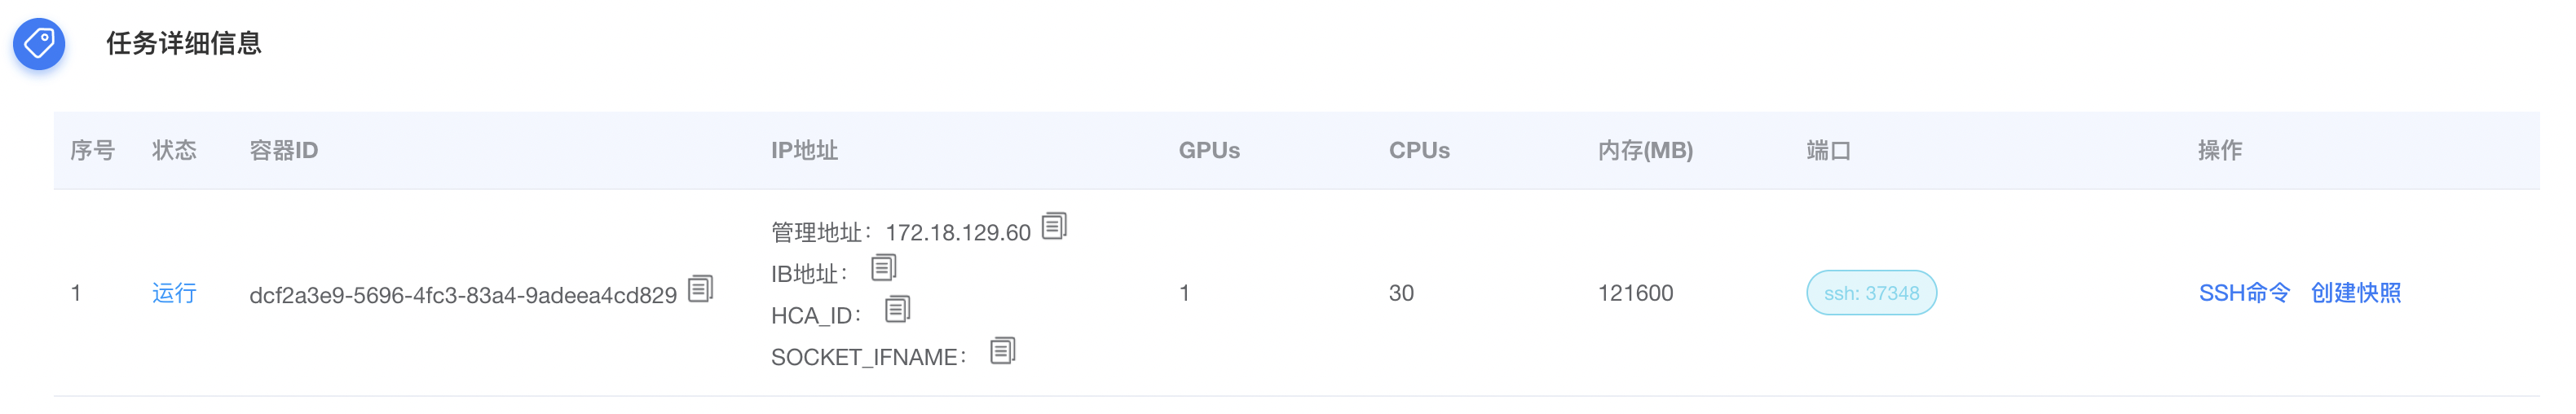 任务详细信息
序号 状态 容器ID IP地址 GPUs CPUs 内存(MB) 端口 操作
管理地址：172.18.129.60
IB地址：
HCA_ID：
SOCKET_IFNAME：
1 运行 dcf2a3e9-5696-4fc3-83a4-9adeea4cd829 1 30 121600 ssh: 37348 SSH命令 创建快照